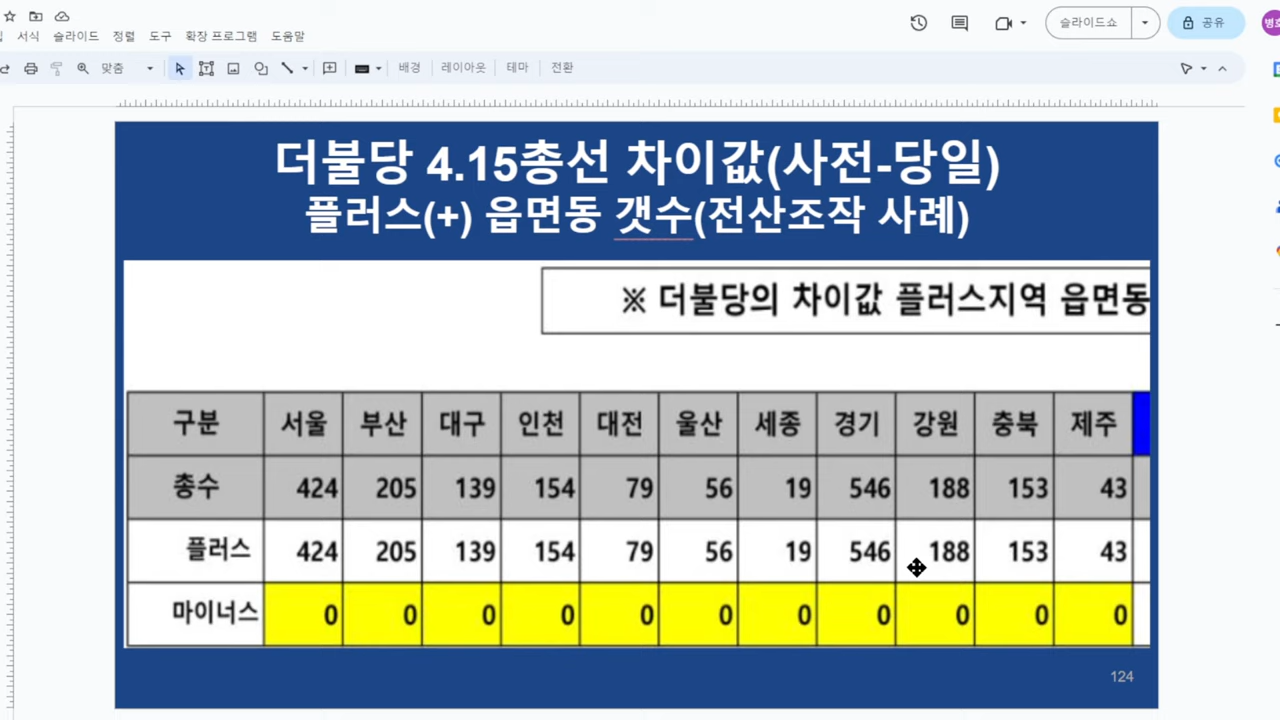 서식 슬라이드 정렬 도구 확장 프로그램 도움말
슬라이드쇼
공유
병호
맞춤
배경 레이아웃 테마 전환
더불당 4.15총선 차이값(사전-당일)
플러스(+) 읍면동 갯수(전산조작 사례)
※ 더불당의 차이값 플러스지역 읍면동
구분 서울 부산 대구 인천 대전 울산 세종 경기 강원 충북 제주
총수 424 205 139 154 79 56 19 546 188 153 43
플러스 424 205 139 154 79 56 19 546 188 153 43
마이너스 0 0 0 0 0 0 0 0 0 0 0
124